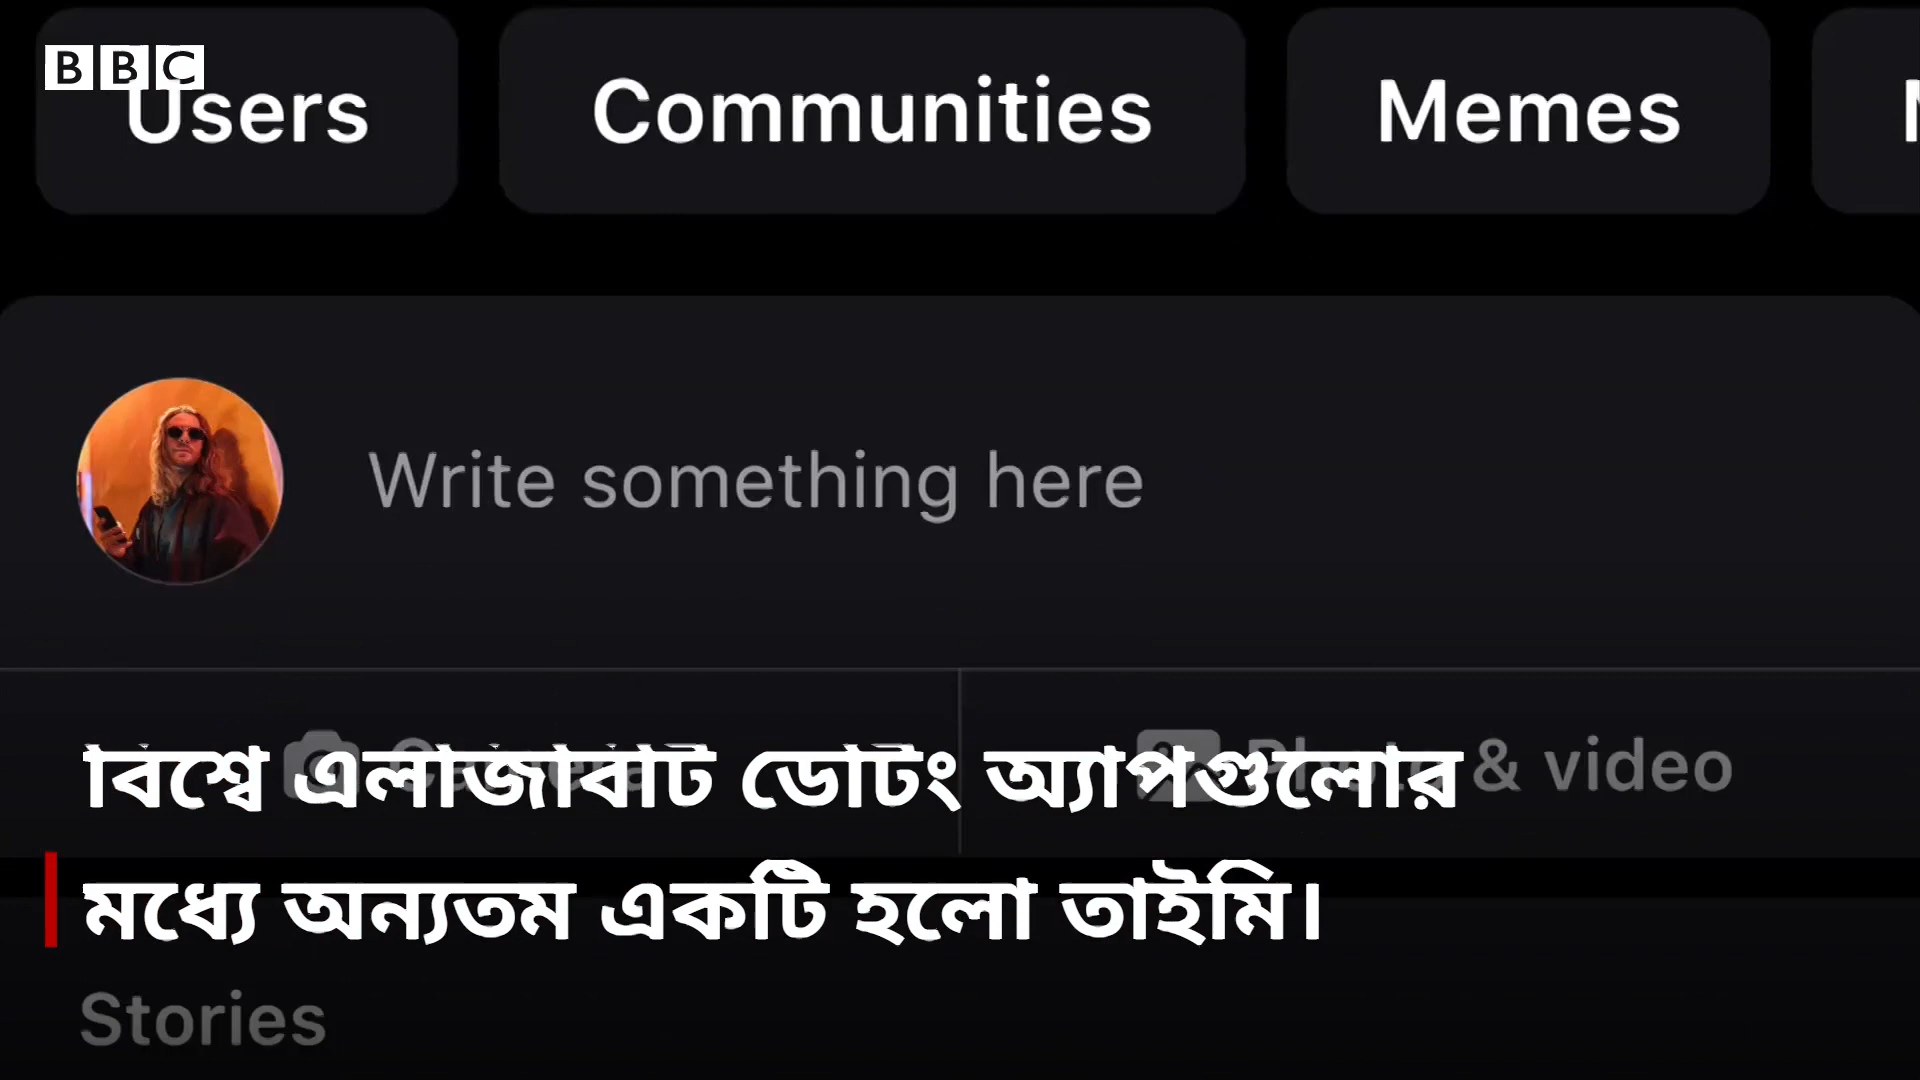 BBC
Users
Communities
Memes
Write something here
& video
বিশ্বে এলজিবিটি ডেটিং অ্যাপগুলোর
মধ্যে অন্যতম একটি হলো তাইমি।
Stories